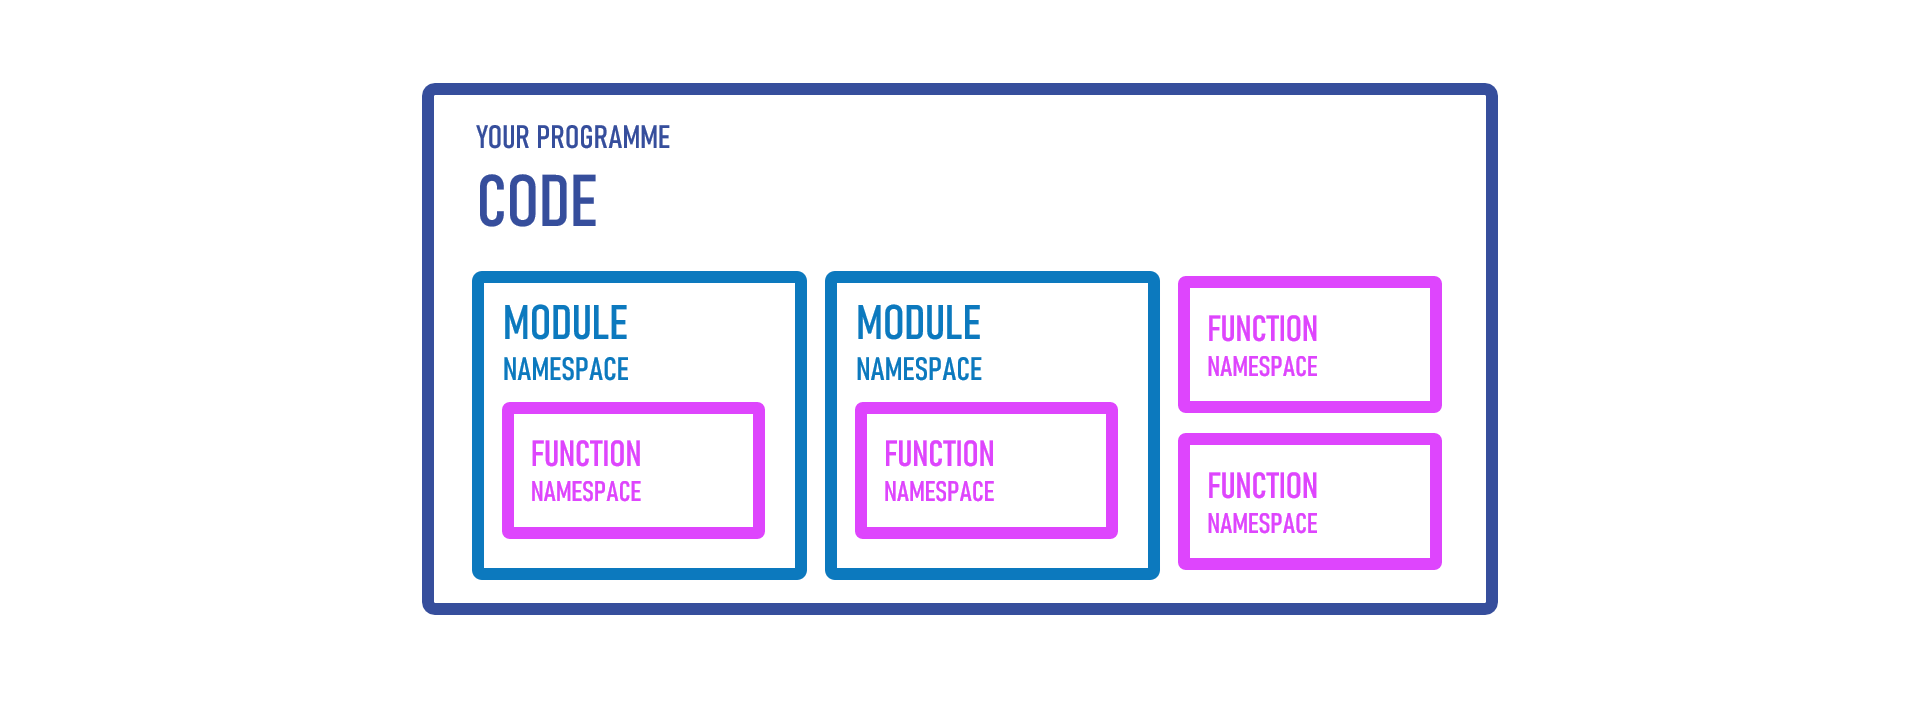 YOUR PROGRAMME
CODE
MODULE
NAMESPACE
FUNCTION
NAMESPACE
MODULE
NAMESPACE
FUNCTION
NAMESPACE
FUNCTION
NAMESPACE
FUNCTION
NAMESPACE